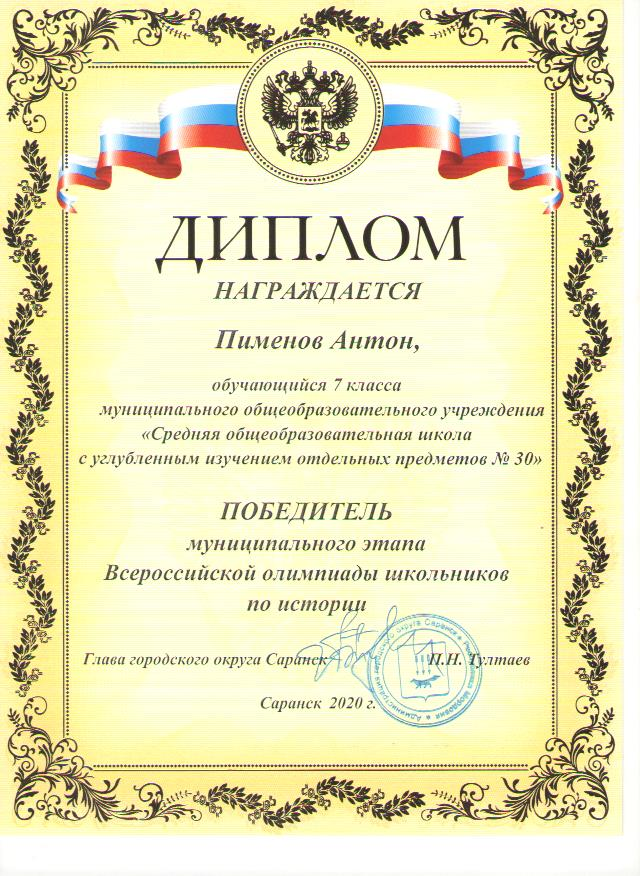 ДИПЛОМ
НАГРАЖДАЕТСЯ
Пименов Антон,
обучающийся 7 класса
муниципального общеобразовательного учреждения
«Средняя общеобразовательная школа
с углубленным изучением отдельных предметов № 30»
ПОБЕДИТЕЛЬ
муниципального этапа
Всероссийской олимпиады школьников
по истории
Глава городского округа Саранск П.Н. Тултаев
Саранск 2020 г.